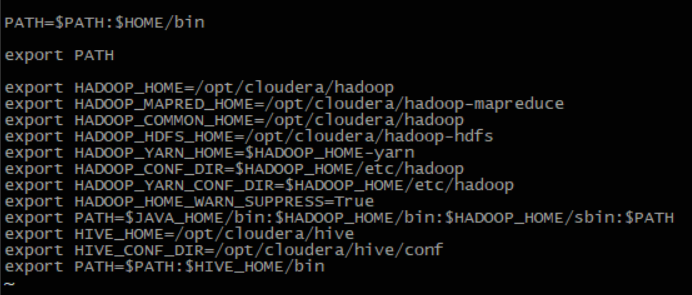 PATH=$PATH:$HOME/bin
export PATH
export HADOOP_HOME=/opt/cloudera/hadoop
export HADOOP_MAPRED_HOME=/opt/cloudera/hadoop-mapreduce
export HADOOP_COMMON_HOME=/opt/cloudera/hadoop
export HADOOP_HDFS_HOME=/opt/cloudera/hadoop-hdfs
export HADOOP_YARN_HOME=$HADOOP_HOME-yarn
export HADOOP_CONF_DIR=$HADOOP_HOME/etc/hadoop
export HADOOP_YARN_CONF_DIR=$HADOOP_HOME/etc/hadoop
export HADOOP_HOME_WARN_SUPPRESS=True
export PATH=$JAVA_HOME/bin:$HADOOP_HOME/bin:$HADOOP_HOME/sbin:$PATH
export HIVE_HOME=/opt/cloudera/hive
export HIVE_CONF_DIR=/opt/cloudera/hive/conf
export PATH=$PATH:$HIVE_HOME/bin
~